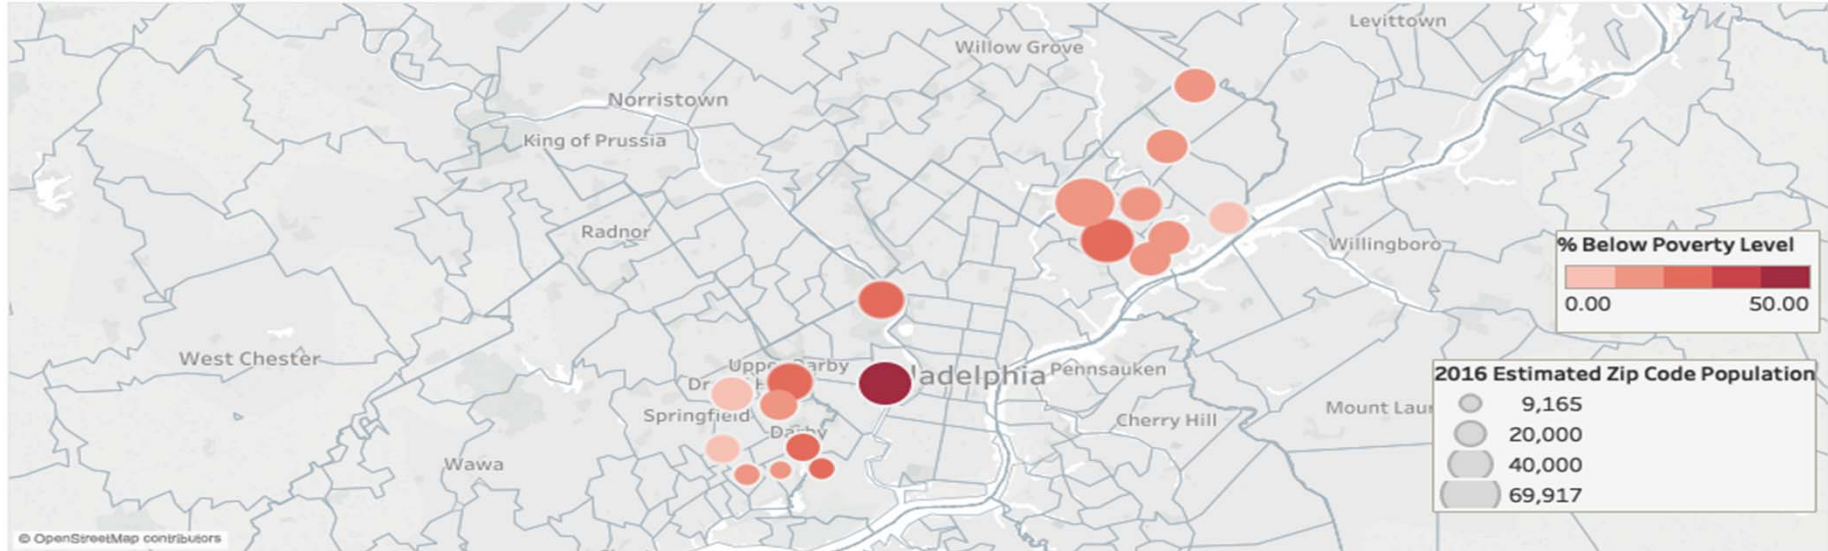 Levittown
Willow Grove
Norristown
King of Prussia
Radnor
Willingboro
% Below Poverty Level
0.00 50.00
West Chester
Upper Darby
Pennsauken
adelphia
2016 Estimated Zip Code Population
9,165
20,000
40,000
69,917
Springfield
Cherry Hill
Mount Lau
Darby
Wawa
© OpenStreetMap contributors